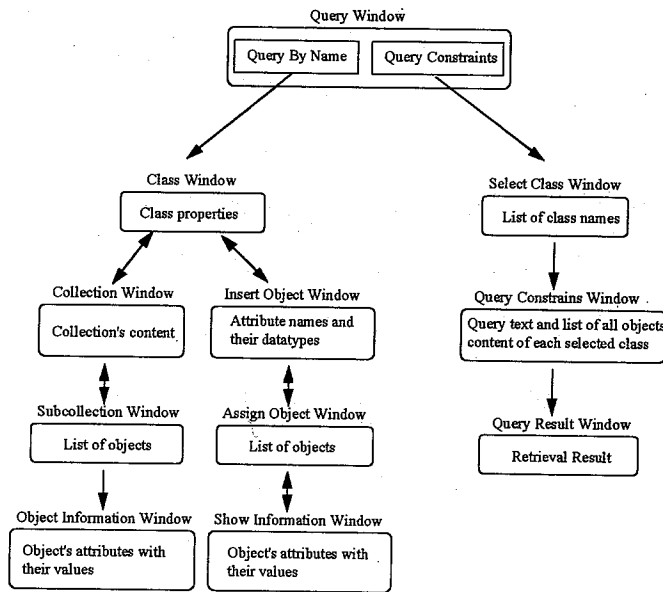 Query Window
Query By Name
Query Constraints
Class Window
Class properties
Select Class Window
List of class names
Collection Window
Collection's content
Insert Object Window
Attribute names and
their datatypes
Query Constrains Window
Query text and list of all objects
content of each selected class
Subcollection Window
List of objects
Assign Object Window
List of objects
Query Result Window
Retrieval Result
Object Information Window
Object's attributes with
their values
Show Information Window
Object's attributes with
their values